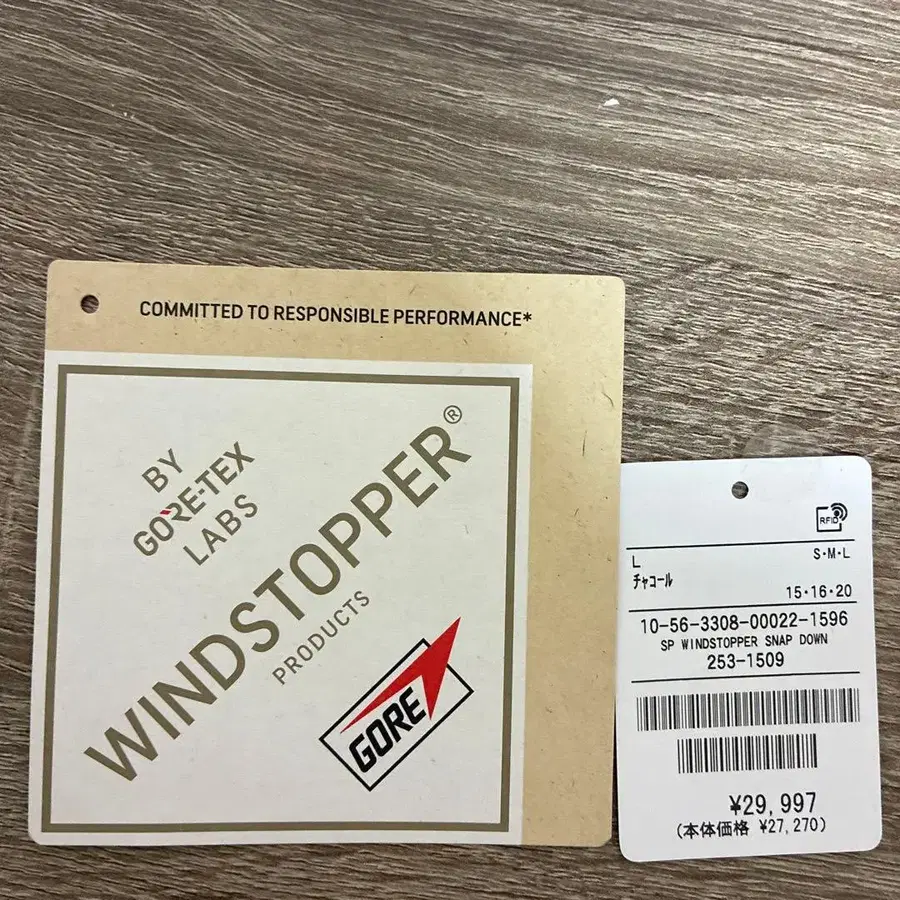 COMMITTED TO RESPONSIBLE PERFORMANCE*
BY
GORE-TEX
LABS
WINDSTOPPER®
PRODUCTS
GORE
RFID
L S・M・L
チャコール
15・16・20
10-56-3308-00022-1596
SP WINDSTOPPER SNAP DOWN
253-1509
¥29,997
(本体価格 ¥27,270)